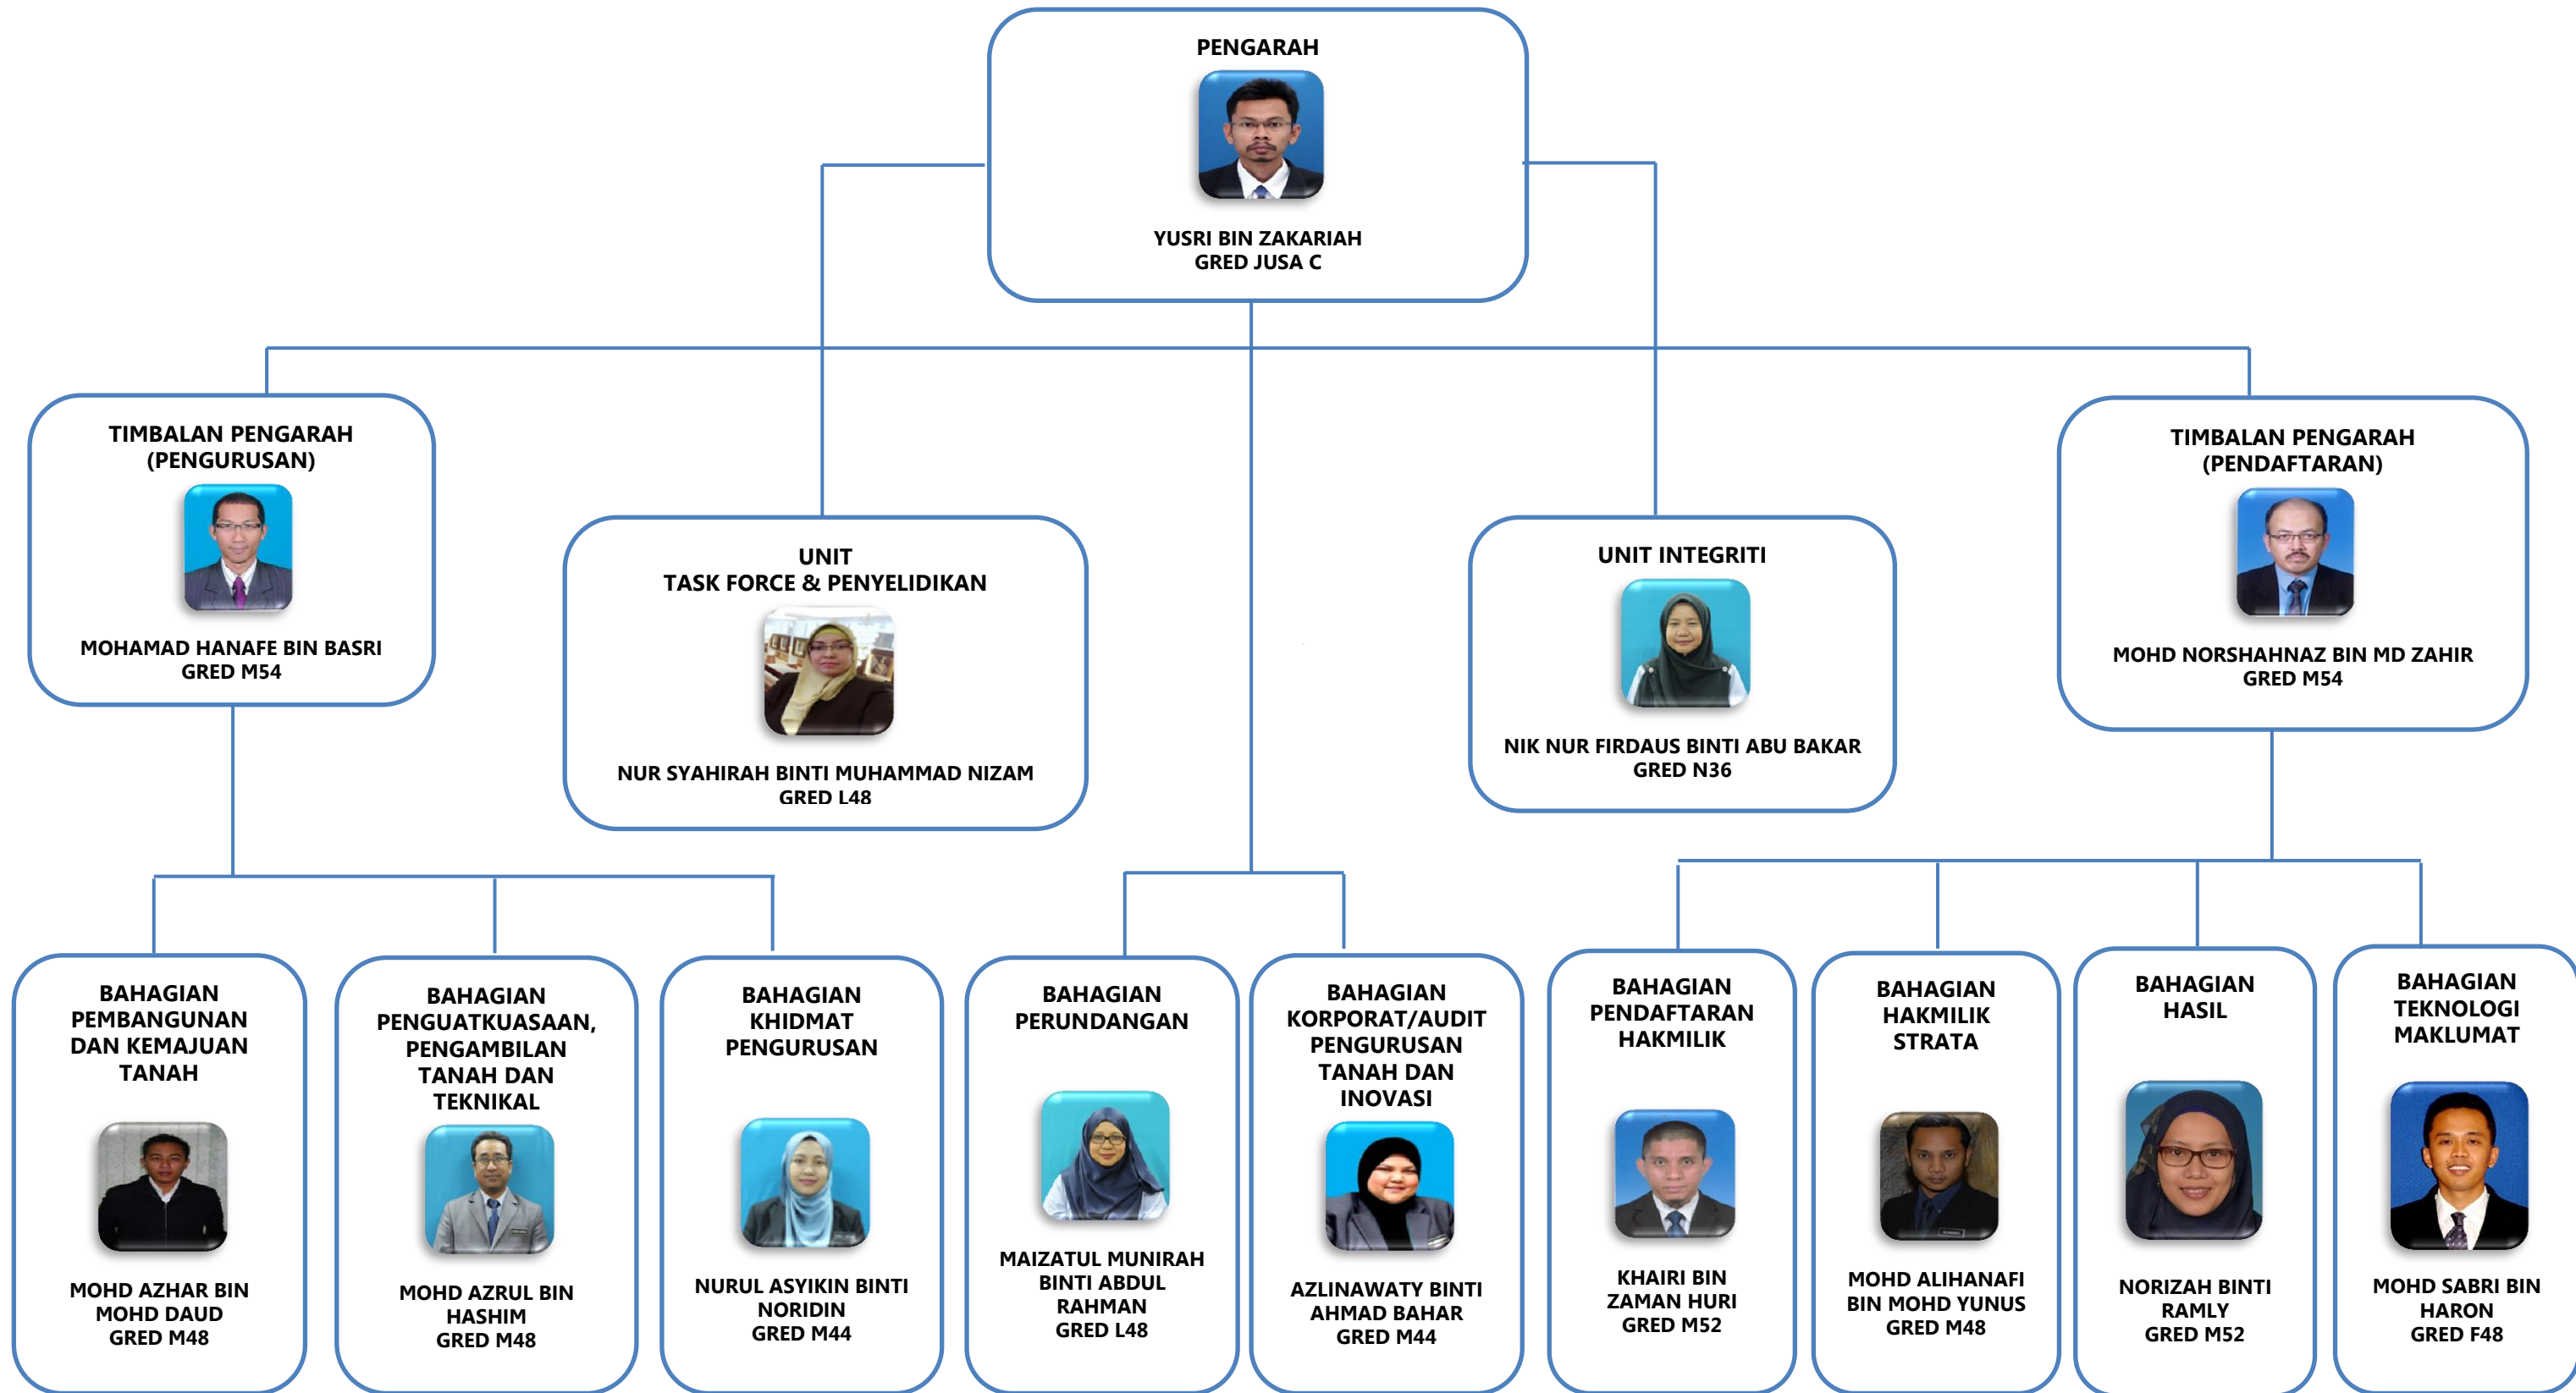 PENGARAH
YUSRI BIN ZAKARIAH
GRED JUSA C
TIMBALAN PENGARAH
(PENGURUSAN)
MOHAMAD HANAFE BIN BASRI
GRED M54
UNIT
TASK FORCE & PENYELIDIKAN
NUR SYAHIRAH BINTI MUHAMMAD NIZAM
GRED L48
UNIT INTEGRITI
NIK NUR FIRDAUS BINTI ABU BAKAR
GRED N36
TIMBALAN PENGARAH
(PENDAFTARAN)
MOHD NORSHAHNAZ BIN MD ZAHIR
GRED M54
BAHAGIAN
PEMBANGUNAN
DAN KEMAJUAN
TANAH
MOHD AZHAR BIN
MOHD DAUD
GRED M48
BAHAGIAN
PENGUATKUASAAN,
PENGAMBILAN
TANAH DAN
TEKNIKAL
MOHD AZRUL BIN
HASHIM
GRED M48
BAHAGIAN
KHIDMAT
PENGURUSAN
NURUL ASYIKIN BINTI
NORIDIN
GRED M44
BAHAGIAN
PERUNDANGAN
MAIZATUL MUNIRAH
BINTI ABDUL
RAHMAN
GRED L48
BAHAGIAN
KORPORAT/AUDIT
PENGURUSAN
TANAH DAN
INOVASI
AZLINAWATY BINTI
AHMAD BAHAR
GRED M44
BAHAGIAN
PENDAFTARAN
HAKMILIK
KHAIRI BIN
ZAMAN HURI
GRED M52
BAHAGIAN
HAKMILIK
STRATA
MOHD ALIHANAFI
BIN MOHD YUNUS
GRED M48
BAHAGIAN
HASIL
NORIZAH BINTI
RAMLY
GRED M52
BAHAGIAN
TEKNOLOGI
MAKLUMAT
MOHD SABRI BIN
HARON
GRED F48